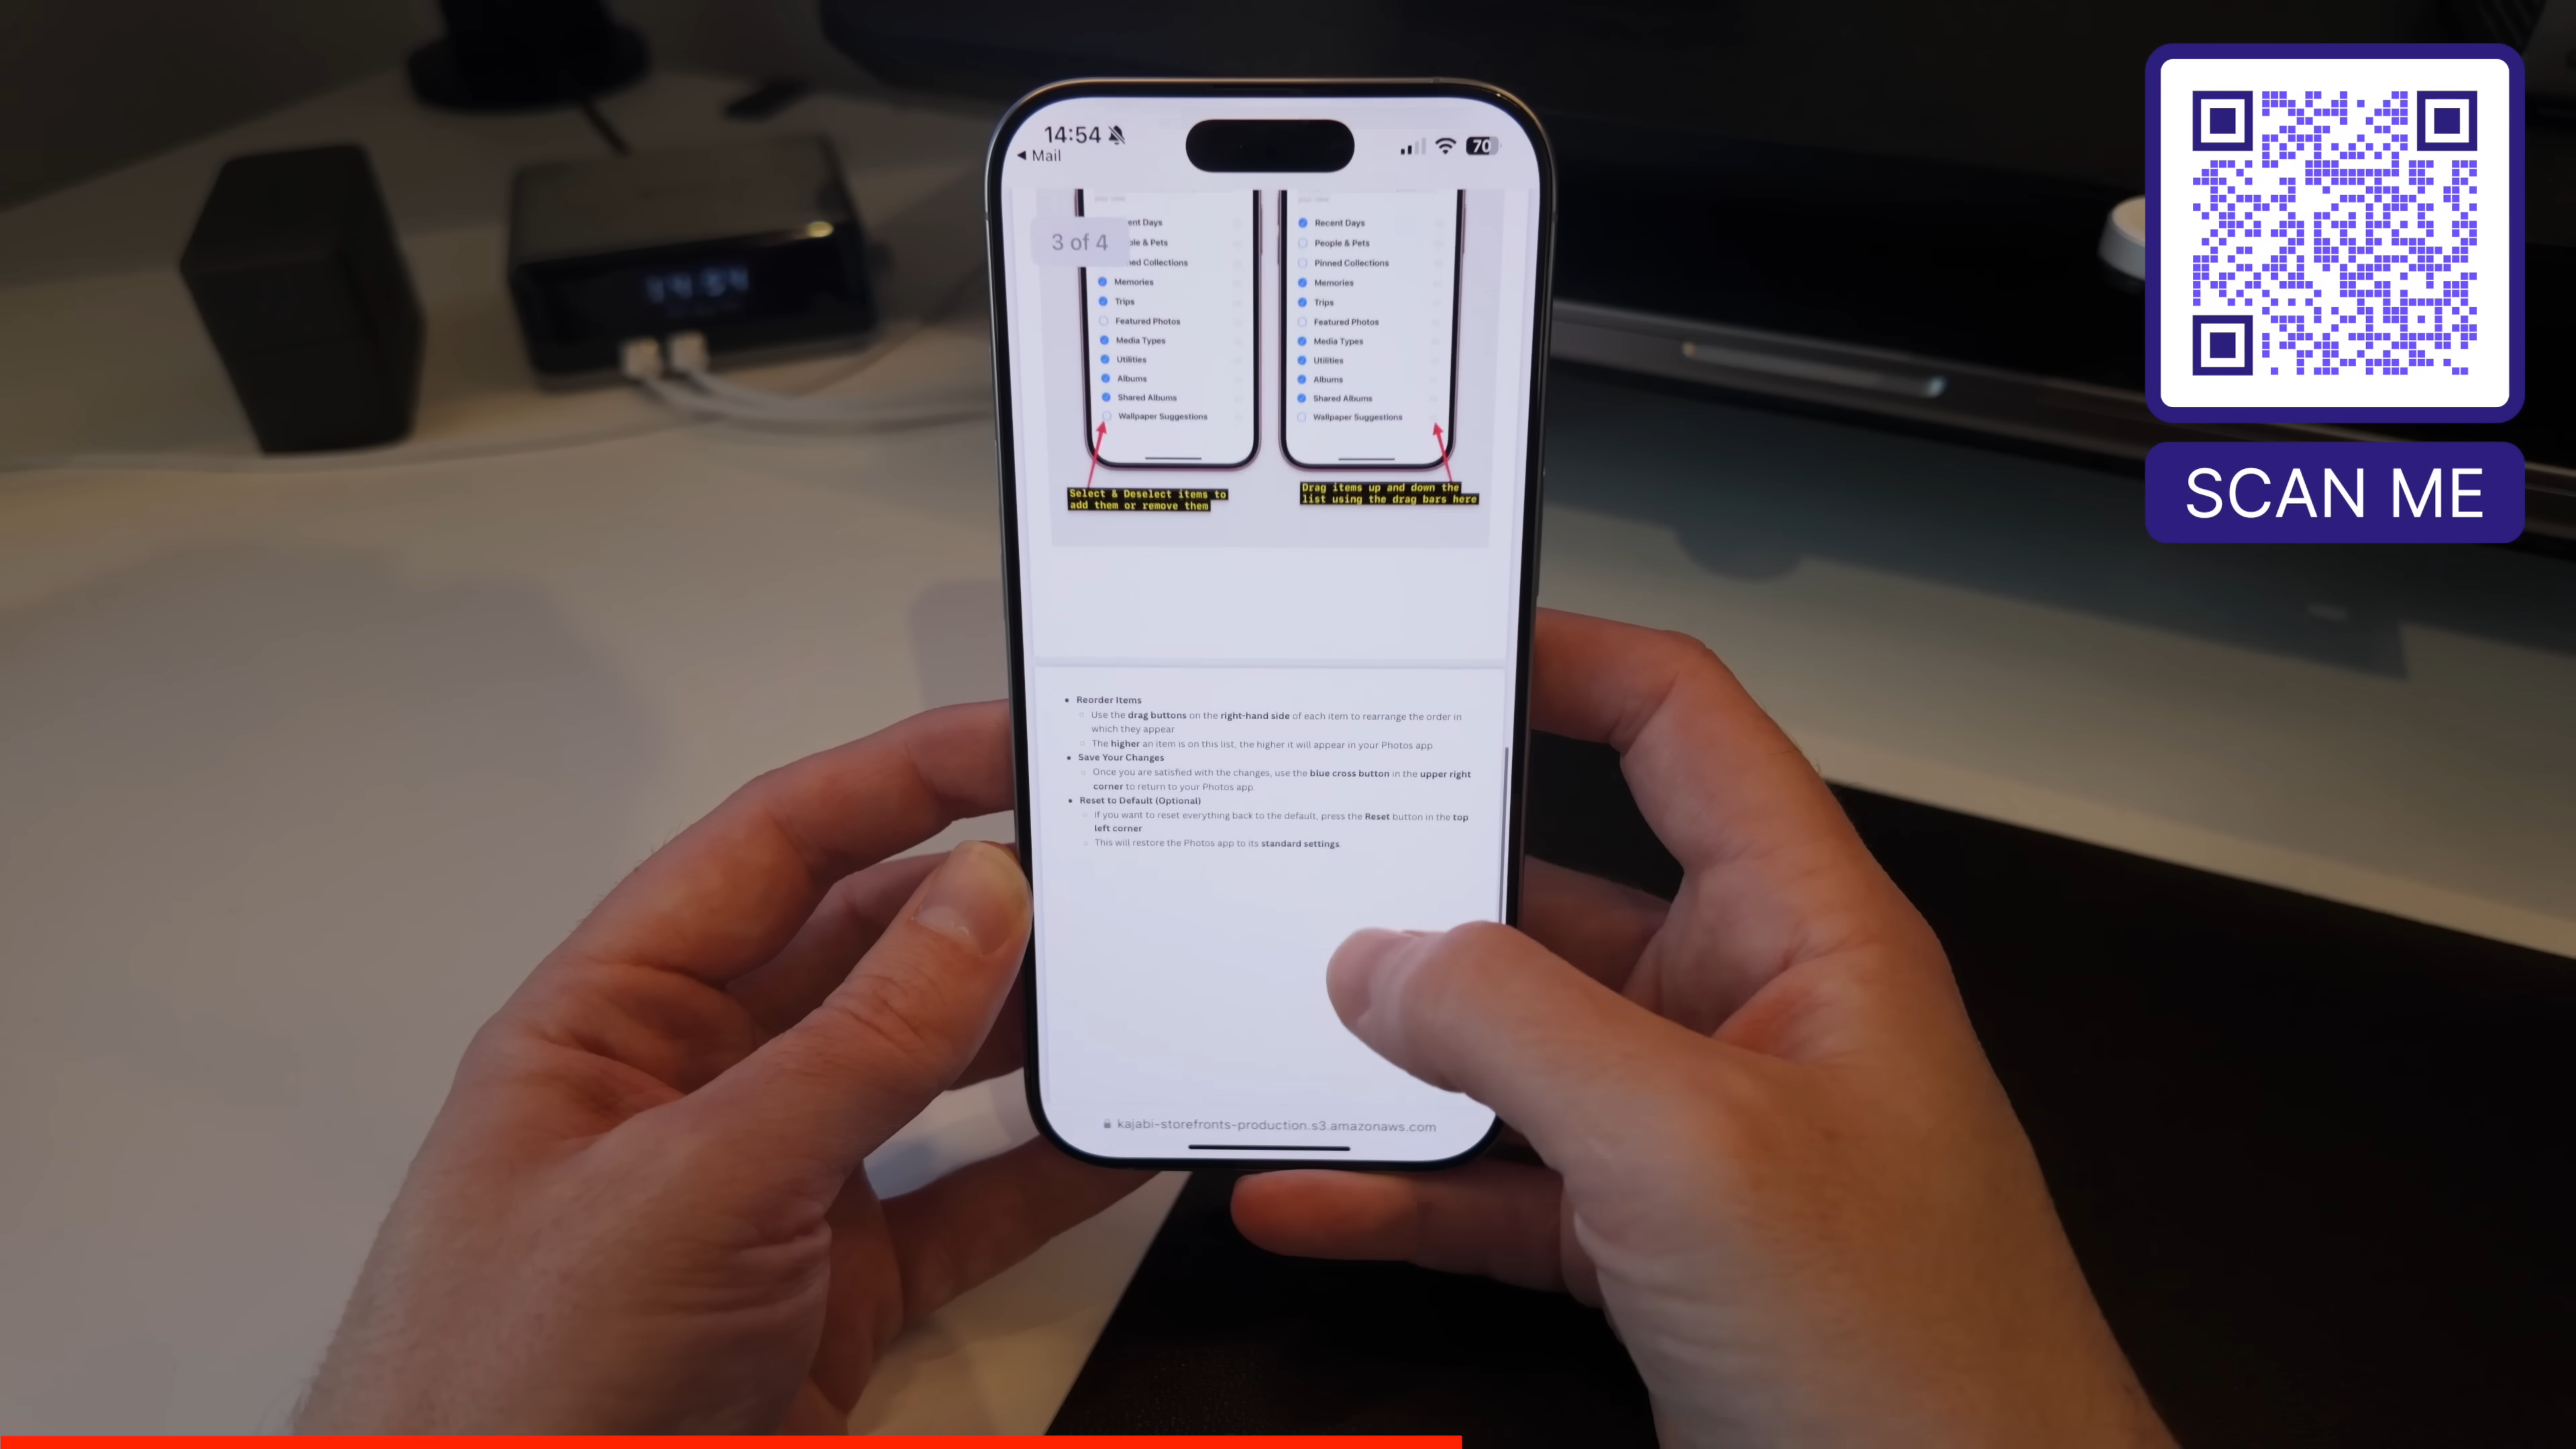 14:54
Mail
70
3 of 4
ent Days
ple & Pets
ned Collections
Memories
Trips
Featured Photos
Media Types
Utilities
Albums
Shared Albums
Wallpaper Suggestions
Recent Days
People & Pets
Pinned Collections
Memories
Trips
Featured Photos
Media Types
Utilities
Albums
Shared Albums
Wallpaper Suggestions
Select & Deselect items to
add them or remove them
Drag items up and down the
list using the drag bars here
Reorder Items
Use the drag buttons on the right-hand side of each item to rearrange the order in
which they appear
The higher an item is on this list, the higher it will appear in your Photos app
Save Your Changes
Once you are satisfied with the changes, use the blue cross button in the upper right
corner to return to your Photos app
Reset to Default (Optional)
If you want to reset everything back to the default, press the Reset button in the top
left corner
This will restore the Photos app to its standard settings
kajabi-storefronts-production.s3.amazonaws.com
14:54
SCAN ME